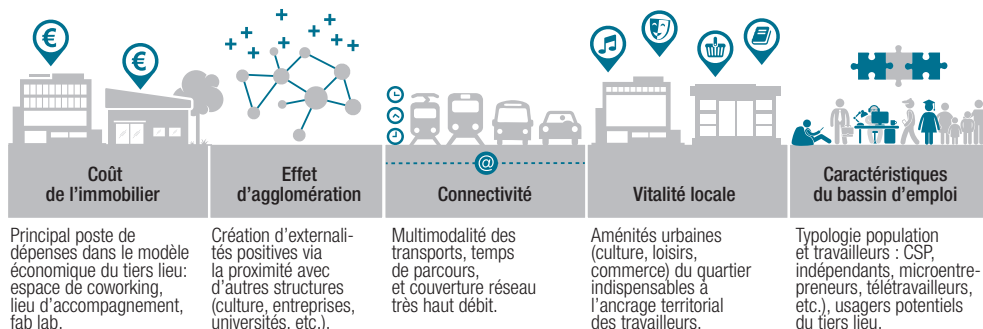 €
€
@
Coût
de l’immobilier
Principal poste de
dépenses dans le modèle
économique du tiers lieu:
espace de coworking,
lieu d’accompagnement,
fab lab.
Effet
d’agglomération
Création d’externali-
tés positives via
la proximité avec
d’autres structures
(culture, entreprises,
universités, etc.).
Connectivité
Multimodalité des
transports, temps
de parcours,
et couverture réseau
très haut débit.
Vitalité locale
Aménités urbaines
(culture, loisirs,
commerce) du quartier
indispensables à
l’ancrage territorial
des travailleurs.
Caractéristiques
du bassin d’emploi
Typologie population
et travailleurs : CSP,
indépendants, microentre-
preneurs, télétravailleurs,
etc.), usagers potentiels
du tiers lieu.